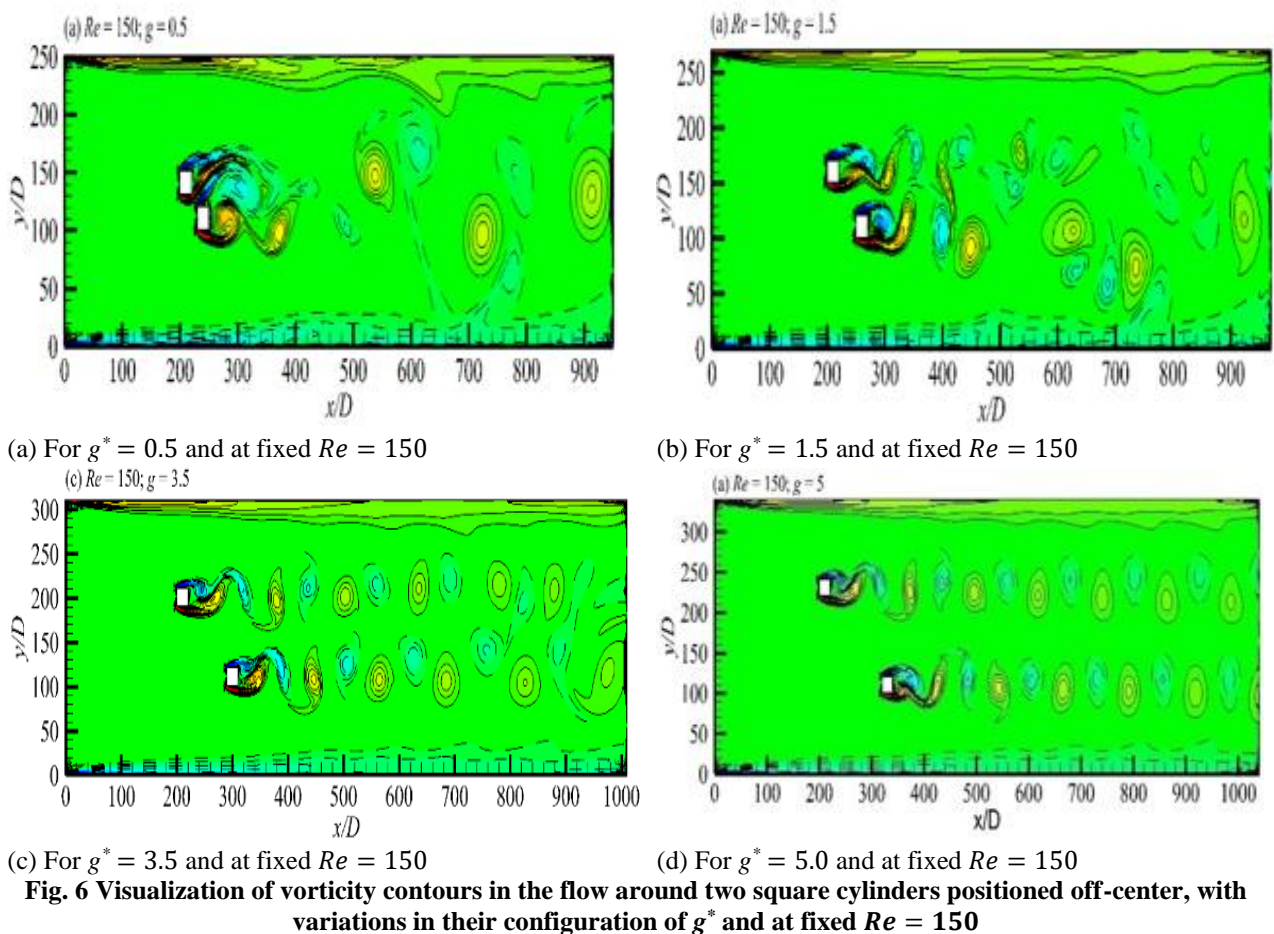 (a) Re = 150; g = 0.5
250
200
150
100
50
0
y/D
0 100 200 300 400 500 600 700 800 900
x/D
(a) Re = 150; g = 1.5
250
200
150
100
50
0
y/D
0 100 200 300 400 500 600 700 800 900
x/D
(a) For g* = 0.5 and at fixed Re = 150
(b) For g* = 1.5 and at fixed Re = 150
(c) Re = 150; g = 3.5
300
250
200
150
100
50
0
y/D
0 100 200 300 400 500 600 700 800 900 1000
x/D
(a) Re = 150; g = 5
300
250
200
150
100
50
0
y/D
0 100 200 300 400 500 600 700 800 900 1000
x/D
(c) For g* = 3.5 and at fixed Re = 150
(d) For g* = 5.0 and at fixed Re = 150
Fig. 6 Visualization of vorticity contours in the flow around two square cylinders positioned off-center, with
variations in their configuration of g* and at fixed Re = 150